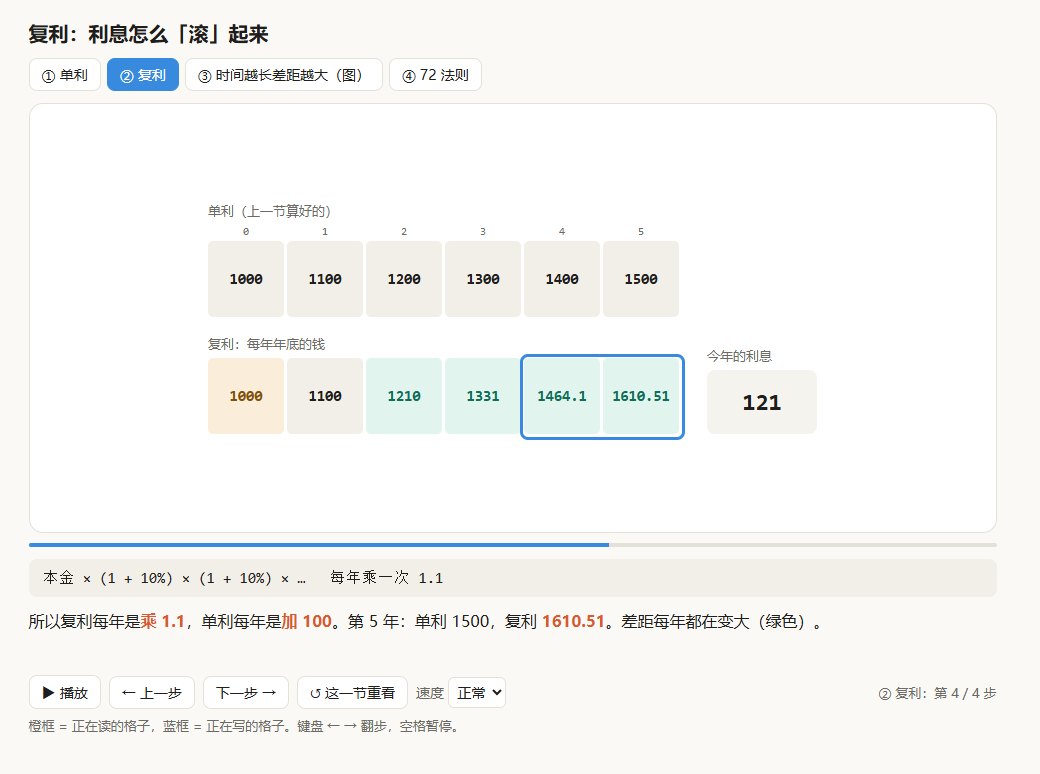 复利：利息怎么「滚」起来
① 单利 ② 复利 ③ 时间越长差距越大（图） ④ 72 法则
单利（上一节算好的）
0 1 2 3 4 5
1000 1100 1200 1300 1400 1500
复利：每年年底的钱
1000 1100 1210 1331 1464.1 1610.51
今年的利息
121
本金 × (1 + 10%) × (1 + 10%) × … 每年乘一次 1.1
所以复利每年是乘 1.1，单利每年是加 100。第 5 年：单利 1500，复利 1610.51。差距每年都在变大（绿色）。
▶ 播放 ← 上一步 下一步 → ↺ 这一节重看 速度 正常
② 复利：第 4 / 4 步
橙框 = 正在读的格子，蓝框 = 正在写的格子。键盘 ← → 翻步，空格暂停。